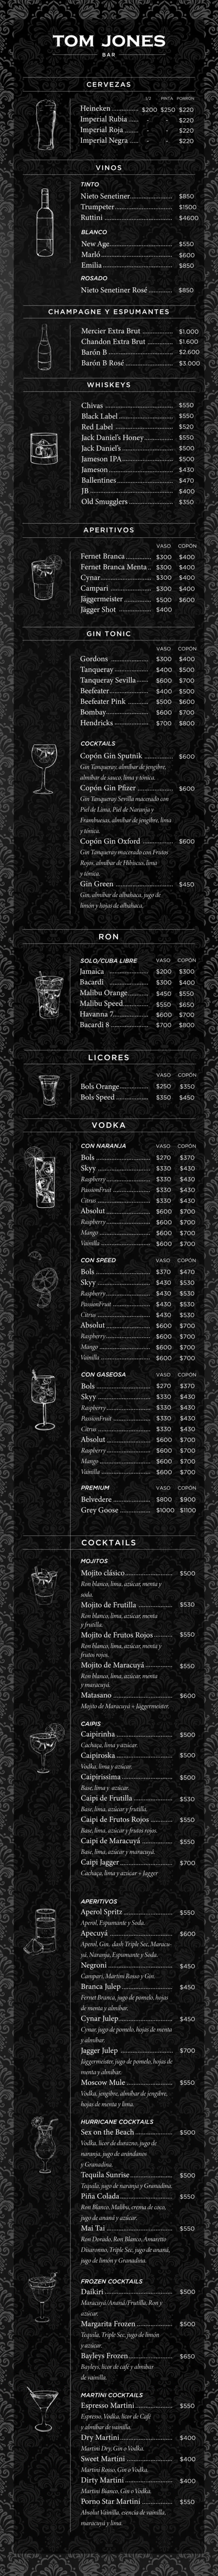 TOM JONES
BAR
CERVEZAS
1/2 PINTA PORRÓN
Heineken $200 $250 $220
Imperial Rubia $220
Imperial Roja $220
Imperial Negra $220
VINOS
TINTO
Nieto Senetiner $850
Trumpeter $1500
Ruttini $4600
BLANCO
New Age $550
Marló $600
Emilia $850
ROSADO
Nieto Senetiner Rosé $850
CHAMPAGNE Y ESPUMANTES
Mercier Extra Brut $1.000
Chandon Extra Brut $1.600
Barón B $2.600
Barón B Rosé $3.000
WHISKEYS
Chivas $550
Black Label $550
Red Label $520
Jack Daniel's Honey $550
Jack Daniel's $500
Jameson IPA $500
Jameson $430
Ballentines $470
JB $400
Old Smugglers $350
APERITIVOS
VASO COPÓN
Fernet Branca $300 $400
Fernet Branca Menta $300 $400
Cynar $300 $400
Campari $300 $400
Jäggermeister $500 $600
Jägger Shot $400
GIN TONIC
VASO COPÓN
Gordons $300 $400
Tanqueray $400 $500
Tanqueray Sevilla $600 $700
Beefeater $400 $500
Beefeater Pink $500 $600
Bombay $600 $700
Hendricks $700 $800
COCKTAILS
Copón Gin Sputnik $600
Gin Tanqueray, almíbar de jengibre,
almíbar de sauco, lima y tónica.
Copón Gin Pfizer $600
Gin Tanqueray Sevilla macerado con
Piel de Lima, Piel de Naranja y
Frambuesas, almíbar de jengibre, lima
y tónica.
Copón Gin Oxford $600
Gin Tanqueray macerado con Frutos
Rojos, almíbar de Hibiscus, lima
y tónica.
Gin Green $450
Gin, almíbar de albahaca, jugo de
limón y hojas de albahaca.
RON
SOLO/CUBA LIBRE VASO COPÓN
Jamaica $200 $300
Bacardi $300 $400
Malibu Orange $450 $550
Malibu Speed $550 $650
Havanna 7 $600 $700
Bacardi 8 $700 $800
LICORES
VASO COPÓN
Bols Orange $250 $350
Bols Speed $350 $450
VODKA
CON NARANJA VASO COPÓN
Bols $270 $370
Skyy $330 $430
Raspberry $330 $430
PassionFruit $330 $430
Citrus $330 $430
Absolut $600 $700
Raspberry $600 $700
Mango $600 $700
Vainilla $600 $700
CON SPEED VASO COPÓN
Bols $370 $470
Skyy $430 $530
Raspberry $430 $530
PassionFruit $430 $530
Citrus $430 $530
Absolut $600 $700
Raspberry $600 $700
Mango $600 $700
Vainilla $600 $700
CON GASEOSA VASO COPÓN
Bols $270 $370
Skyy $330 $430
Raspberry $330 $430
PassionFruit $330 $430
Citrus $330 $430
Absolut $600 $700
Raspberry $600 $700
Mango $600 $700
Vainilla $600 $700
PREMIUM VASO COPÓN
Belvedere $800 $900
Grey Goose $1000 $1100
COCKTAILS
MOJITOS
Mojito clásico $500
Ron blanco, lima, azúcar, menta y
soda.
Mojito de Frutilla $530
Ron blanco, lima, azúcar, menta
y frutilla.
Mojito de Frutos Rojos $550
Ron blanco, lima, azúcar, menta y
frutos rojos.
Mojito de Maracuyá $550
Ron blanco, lima, azúcar, menta
y maracuyá.
Matasano $600
Mojito de Maracuyá + Jäggermeister.
CAIPIS
Caipirinha $500
Cachaça, lima y azúcar.
Caipiroska $500
Vodka, lima y azúcar.
Caipirissima $500
Base, lima y azúcar.
Caipi de Frutilla $530
Base, lima, azúcar y frutilla.
Caipi de Frutos Rojos $550
Base, lima, azúcar y frutos rojos.
Caipi de Maracuyá $550
Base, lima, azúcar y maracuyá.
Caipi Jagger $700
Cachaça, lima y azúcar + Jagger
APERITIVOS
Aperol Spritz $550
Aperol, Espumante y Soda.
Apecuyá $600
Aperol, Gin, dash Triple Sec, Maracu-
yá, Naranja, Espumante y Soda.
Negroni $450
Campari, Martini Rosso y Gin.
Branca Julep $450
Fernet Branca, jugo de pomelo, hojas
de menta y almíbar.
Cynar Julep $450
Cynar, jugo de pomelo, hojas de menta
y almíbar.
Jagger Julep $700
Jäggermeister, jugo de pomelo, hojas de
menta y almíbar.
Moscow Mule $550
Vodka, jengibre, almíbar de jengibre,
hojas de menta y lima.
HURRICANE COCKTAILS
Sex on the Beach $500
Vodka, licor de durazno, jugo de
naranja, jugo de arándanos
y Granadina.
Tequila Sunrise $500
Tequila, jugo de naranja y Granadina.
Piña Colada $550
Ron Blanco, Malibu, crema de coco,
jugo de ananá y azúcar.
Mai Tai $550
Ron Dorado, Ron Blanco, Amaretto
Disaronno, Triple Sec, jugo de ananá,
jugo de limón y Granadina.
FROZEN COCKTAILS
Daikiri $500
Maracuyá/Ananá/Frutilla, Ron y
azúcar.
Margarita Frozen $500
Tequila, Triple Sec, jugo de limón
y azúcar.
Bayleys Frozen $650
Bayleys, licor de café y almíbar
de vainilla.
MARTINI COCKTAILS
Espresso Martini $550
Espresso, Vodka, licor de Café
y almíbar de vainilla.
Dry Martini $400
Martini Dry, Gin o Vodka.
Sweet Martini $400
Martini Rosso, Gin o Vodka.
Dirty Martini $400
Martini Bianco, Gin o Vodka.
Porno Star Martini $550
Absolut Vainilla, esencia de vainilla,
maracuyá y lima.